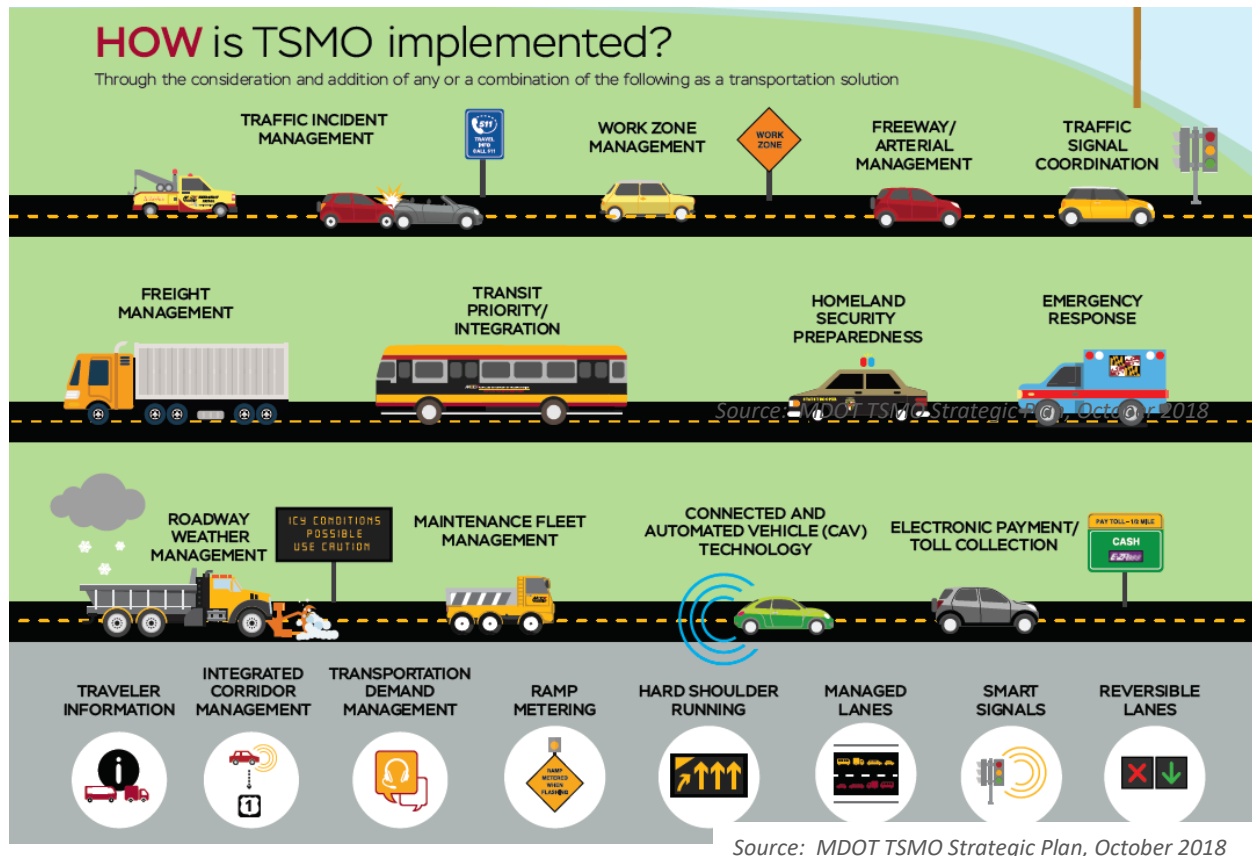 HOW is TSMO implemented?
Through the consideration and addition of any or a combination of the following as a transportation solution
TRAFFIC INCIDENT
MANAGEMENT
511
TRAVEL
INFO
CALL 511
WORK ZONE
MANAGEMENT
WORK
ZONE
FREEWAY/
ARTERIAL
MANAGEMENT
TRAFFIC
SIGNAL
COORDINATION
FREIGHT
MANAGEMENT
TRANSIT
PRIORITY/
INTEGRATION
HOMELAND
SECURITY
PREPAREDNESS
STATE TROOPER
EMERGENCY
RESPONSE
Source: MDOT TSMO Strategic Plan, October 2018
ROADWAY
WEATHER
MANAGEMENT
ICY CONDITIONS
POSSIBLE
USE CAUTION
MAINTENANCE FLEET
MANAGEMENT
CONNECTED AND
AUTOMATED VEHICLE (CAV)
TECHNOLOGY
ELECTRONIC PAYMENT/
TOLL COLLECTION
PAY TOLL-1/2 MILE
CASH
E-ZPass
TRAVELER
INFORMATION
i
INTEGRATED
CORRIDOR
MANAGEMENT
1
TRANSPORTATION
DEMAND
MANAGEMENT
RAMP
METERING
RAMP
METERED
WHEN
FLASHING
HARD SHOULDER
RUNNING
MANAGED
LANES
SMART
SIGNALS
REVERSIBLE
LANES
Source: MDOT TSMO Strategic Plan, October 2018